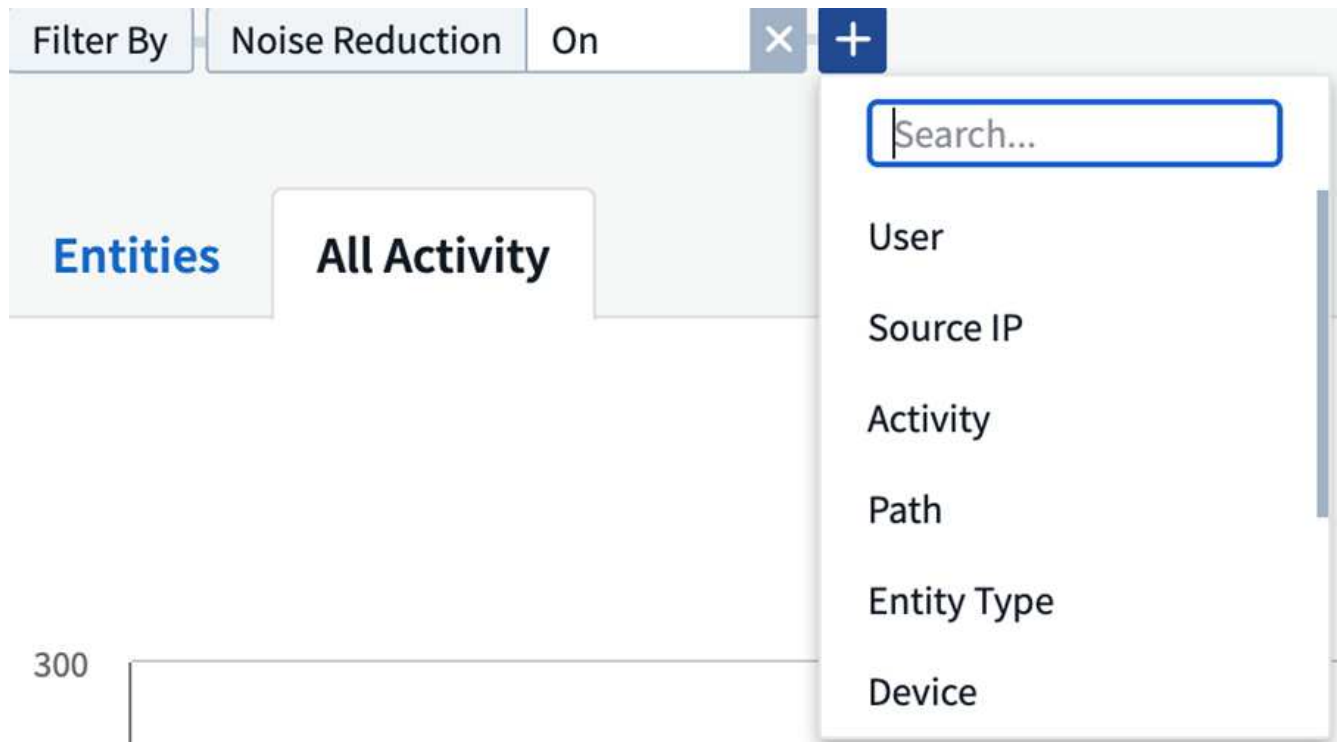 Filter By Noise Reduction On
Search...
User
Entities All Activity
Source IP
Activity
Path
Entity Type
300
Device